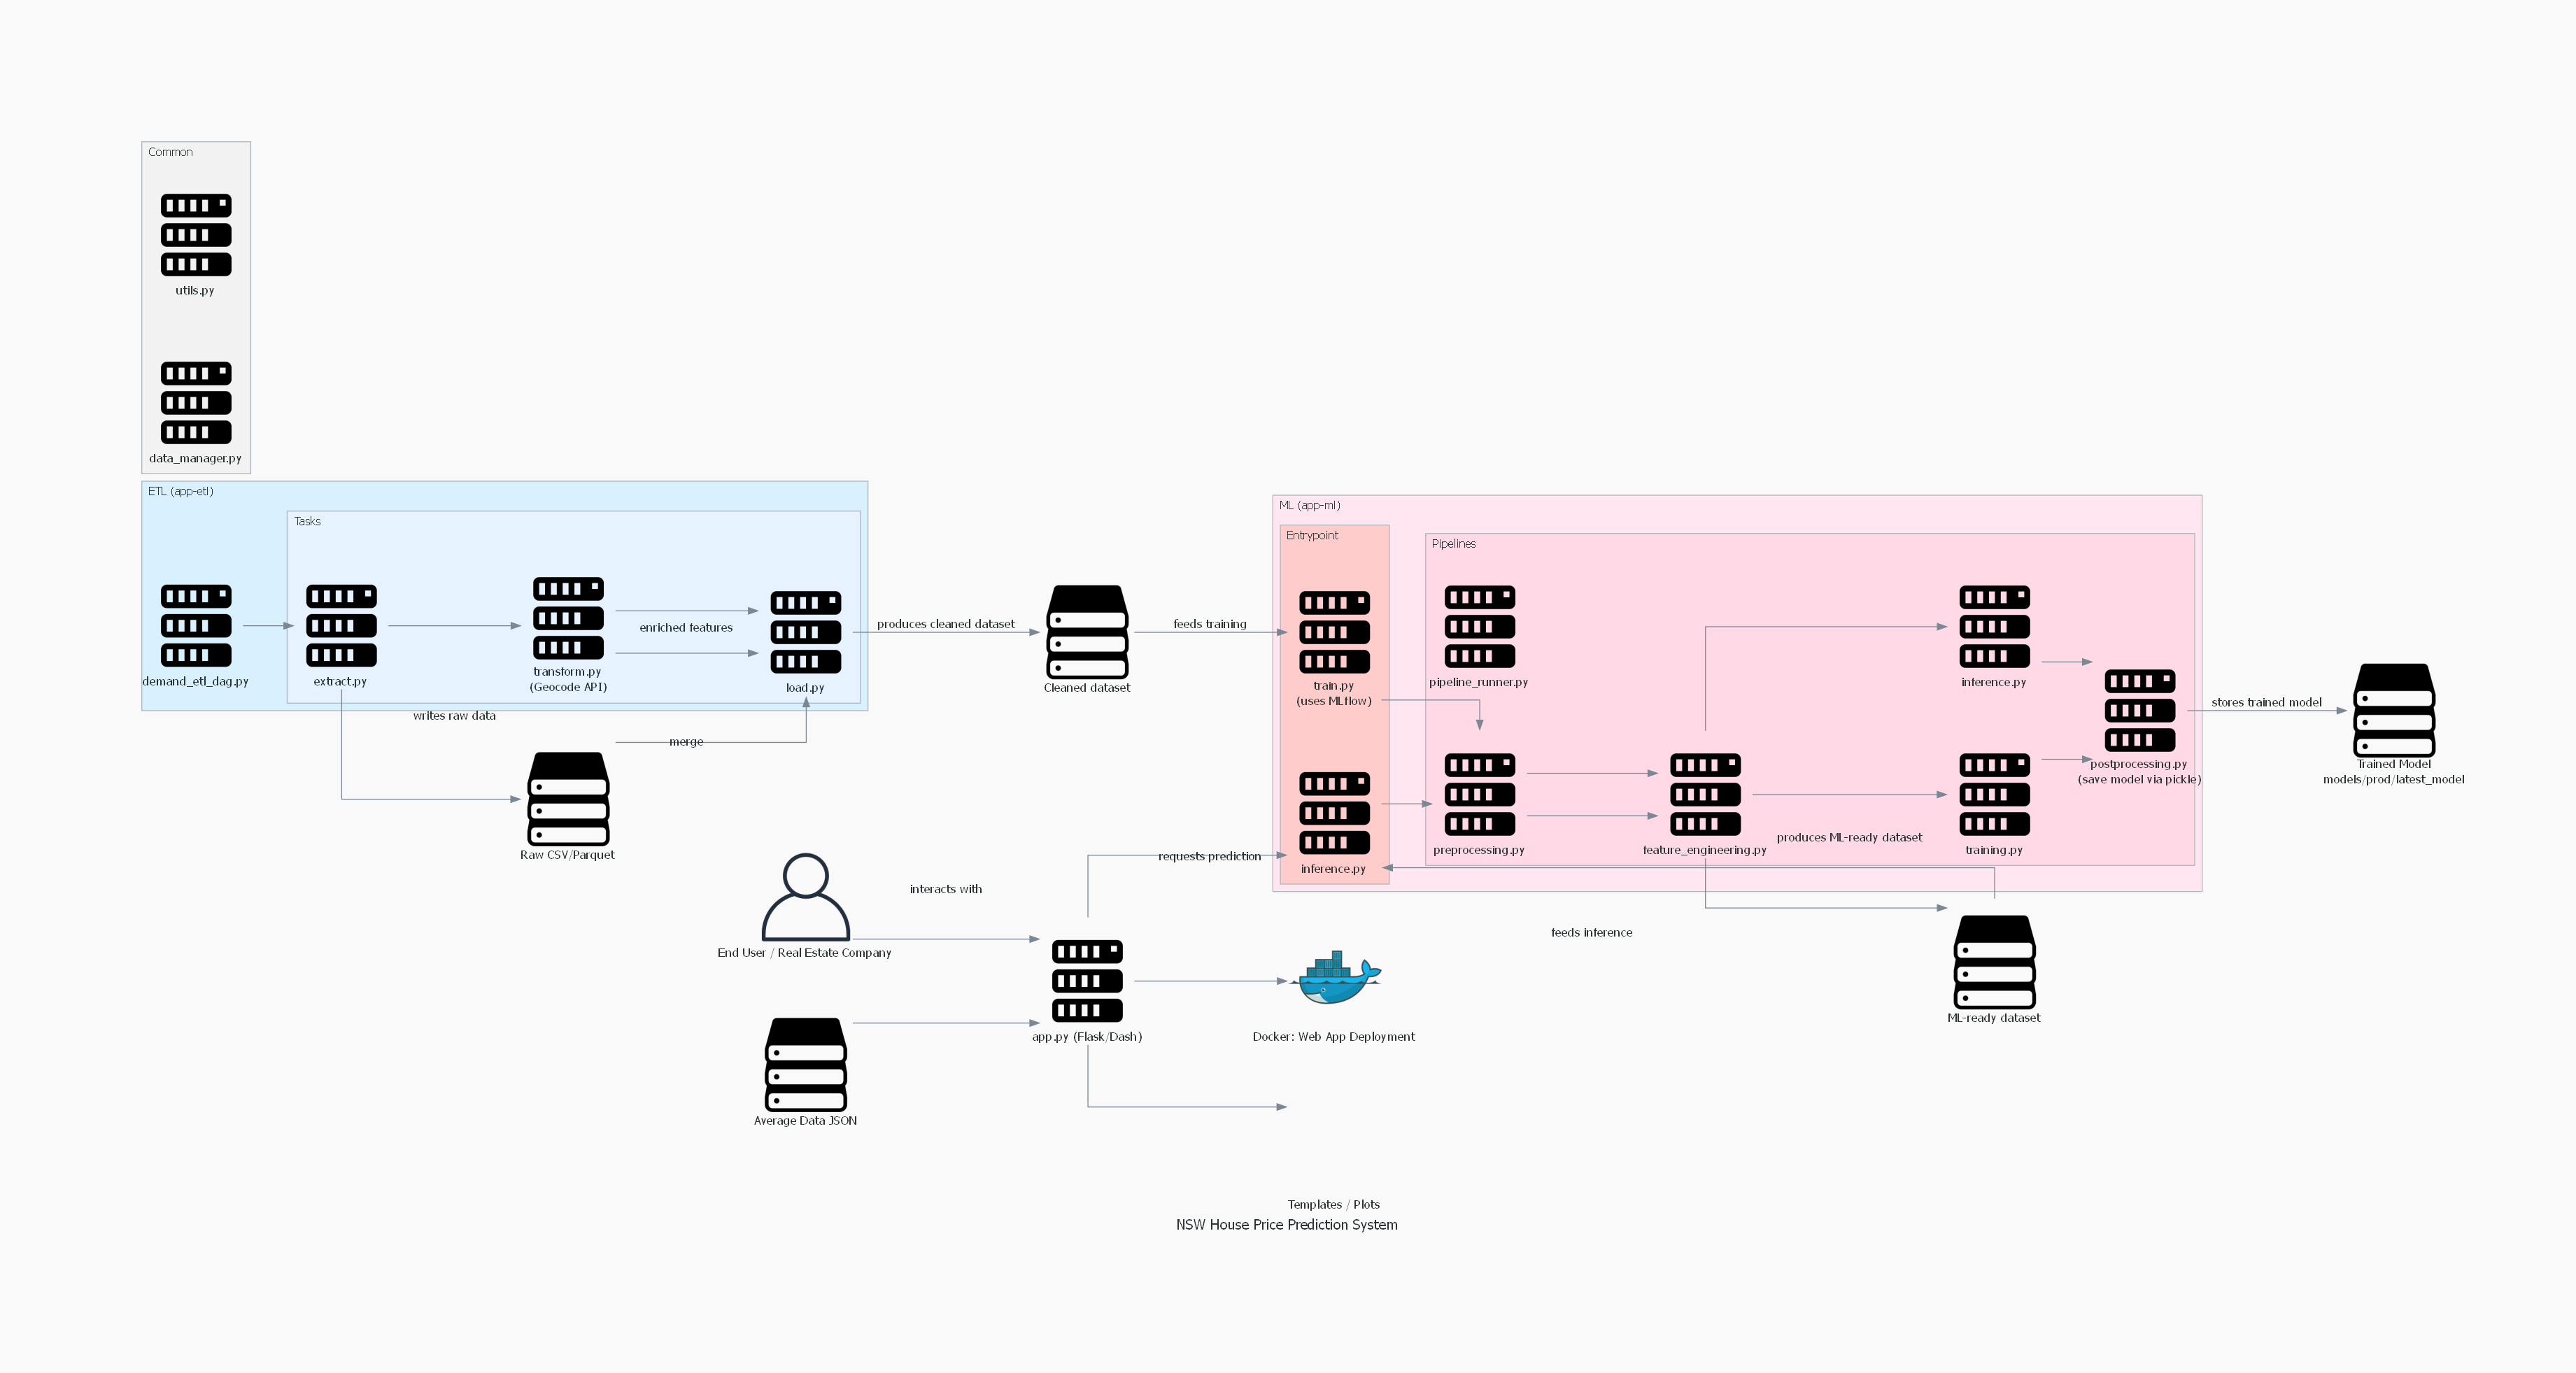 Common
utils.py
data_manager.py
ETL (app-etl)
Tasks
demand_etl_dag.py
extract.py
transform.py
(Geocode API)
enriched features
load.py
writes raw data
merge
Raw CSV/Parquet
produces cleaned dataset
Cleaned dataset
feeds training
ML (app-ml)
Entrypoint
train.py
(uses MLflow)
inference.py
Pipelines
pipeline_runner.py
preprocessing.py
feature_engineering.py
produces ML-ready dataset
inference.py
training.py
postprocessing.py
(save model via pickle)
stores trained model
Trained Model
models/prod/latest_model
requests prediction
interacts with
End User / Real Estate Company
feeds inference
ML-ready dataset
app.py (Flask/Dash)
Docker: Web App Deployment
Average Data JSON
Templates / Plots
NSW House Price Prediction System